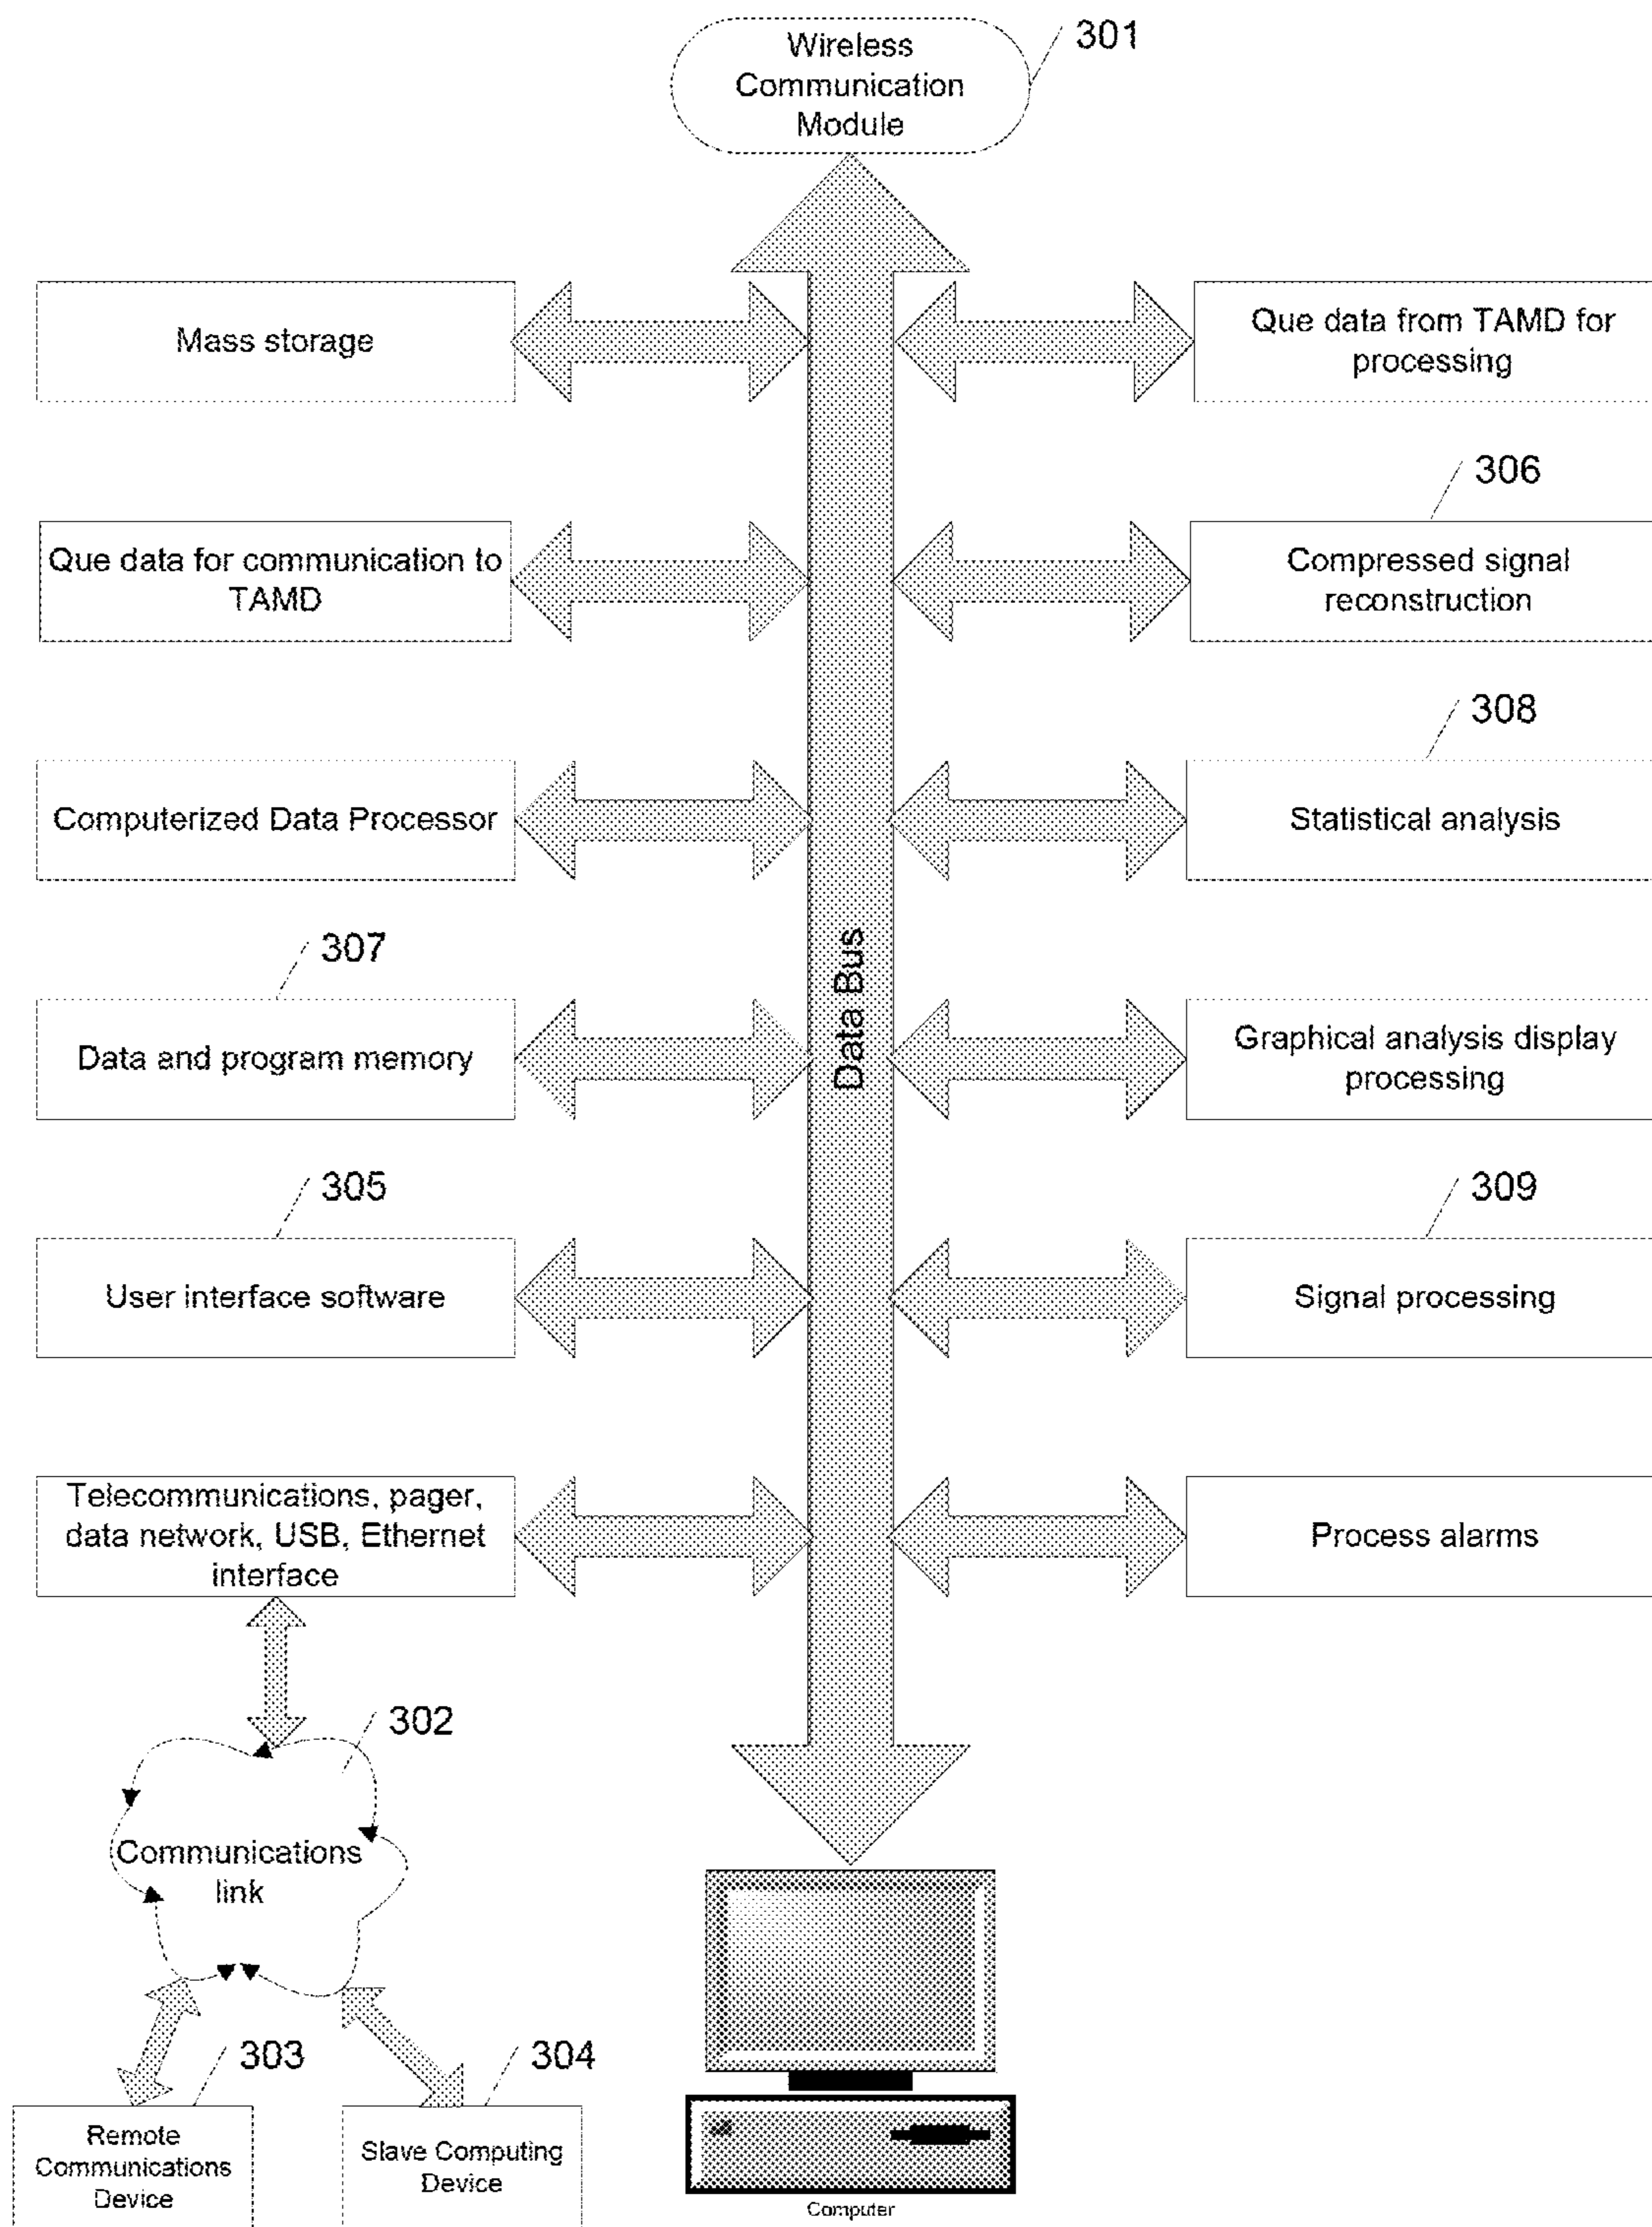 Wireless
Communication
Module
301
Mass storage
Que data from TAMD for
processing
306
Que data for communication to
TAMD
Compressed signal
reconstruction
308
Computerized Data Processor
Statistical analysis
307
Data and program memory
Data Bus
Graphical analysis display
processing
305
309
User interface software
Signal processing
Telecommunications, pager,
data network, USB, Ethernet
interface
Process alarms
302
Communications
link
303
304
Remote
Communications
Device
Slave Computing
Device
Computer